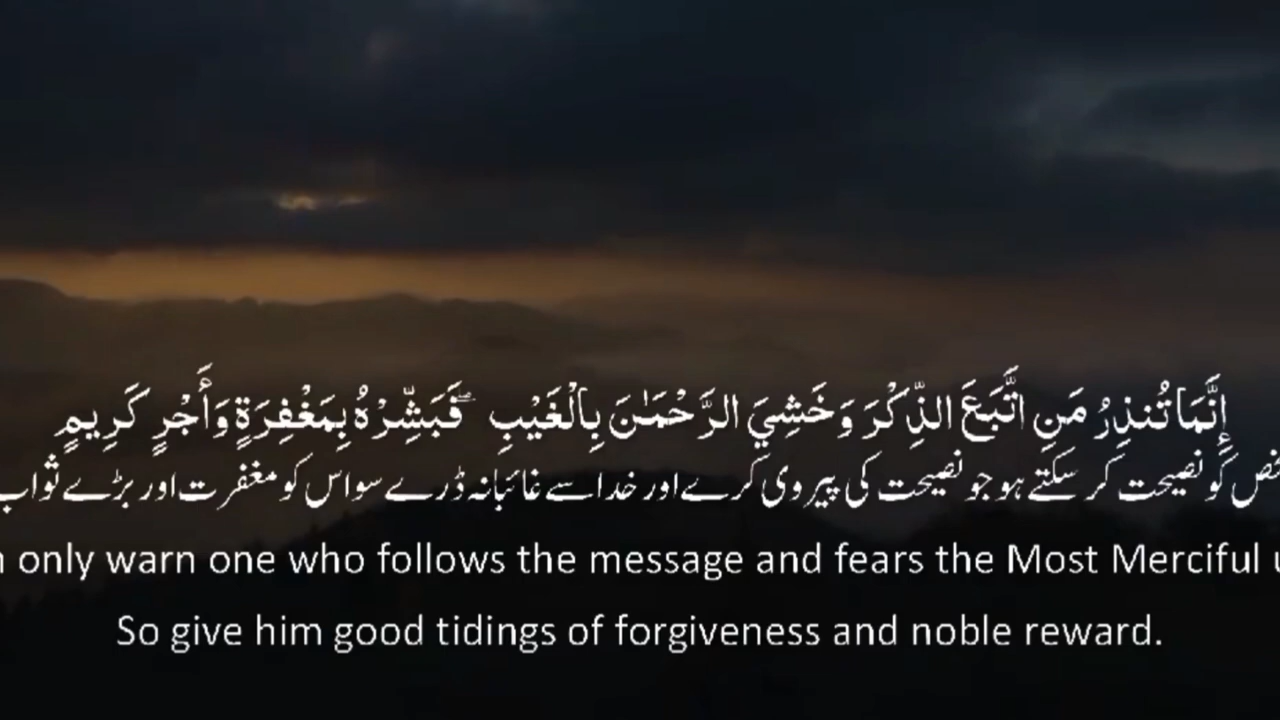 إِنَّمَا تُنذِرُ مَنِ اتَّبَعَ الذِّكْرَ وَخَشِيَ الرَّحْمَٰنَ بِالْغَيْبِ ۖ فَبَشِّرْهُ بِمَغْفِرَةٍ وَأَجْرٍ كَرِيمٍ
کو نصیحت کر سکتے ہو جو نصیحت کی پیروی کرے اور خدا سے غائبانہ ڈرے سو اس کو مغفرت اور بڑے ثواب
only warn one who follows the message and fears the Most Merciful
So give him good tidings of forgiveness and noble reward.